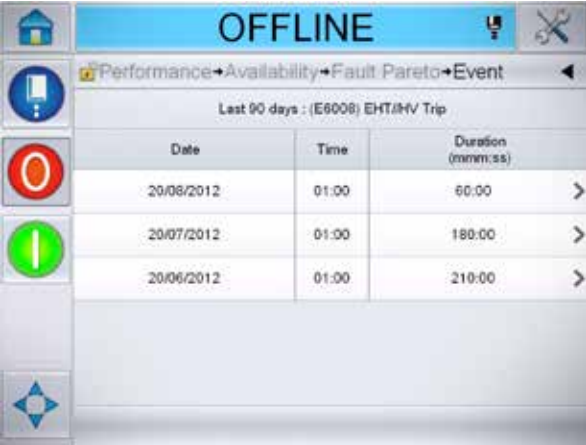 OFFLINE
Performance→Availability→Fault Pareto→Event
Last 90 days : (E6008) EHT/HV Trip
Date Time Duration
(mmm:ss)
20/08/2012 01:00 60:00
20/07/2012 01:00 180:00
20/06/2012 01:00 210:00